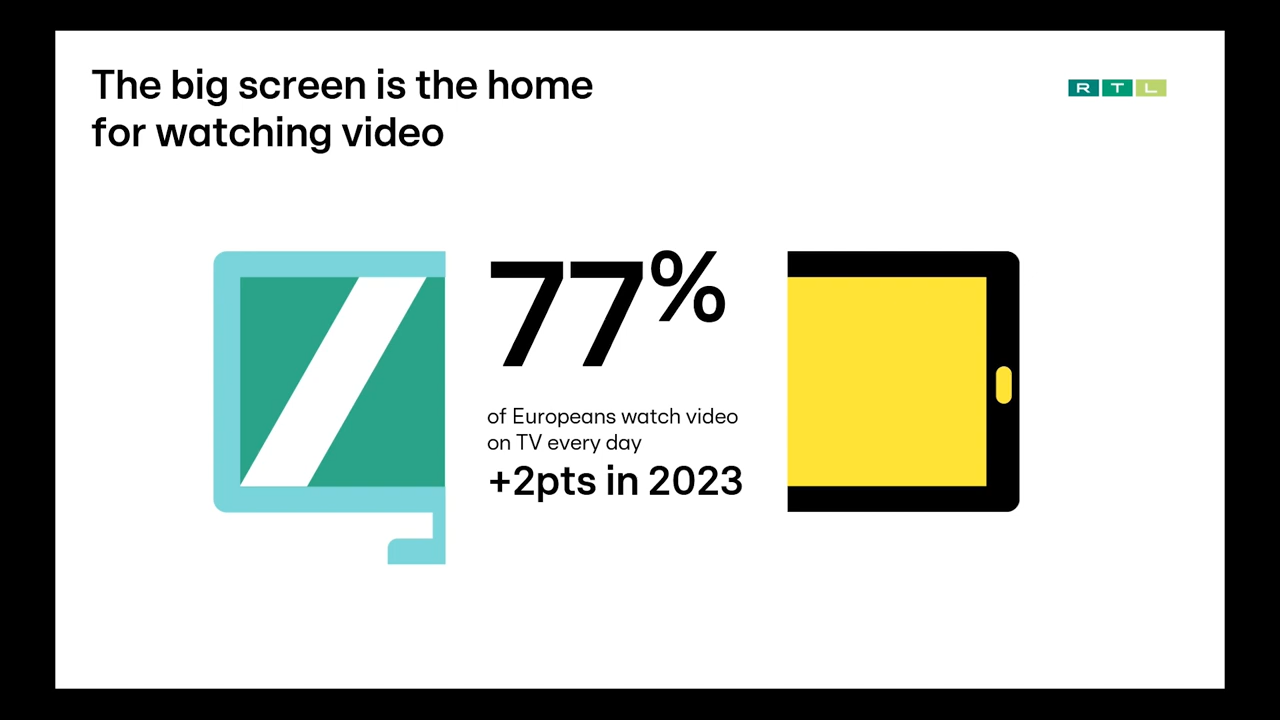 The big screen is the home
for watching video
RTL
77%
of Europeans watch video
on TV every day
+2pts in 2023